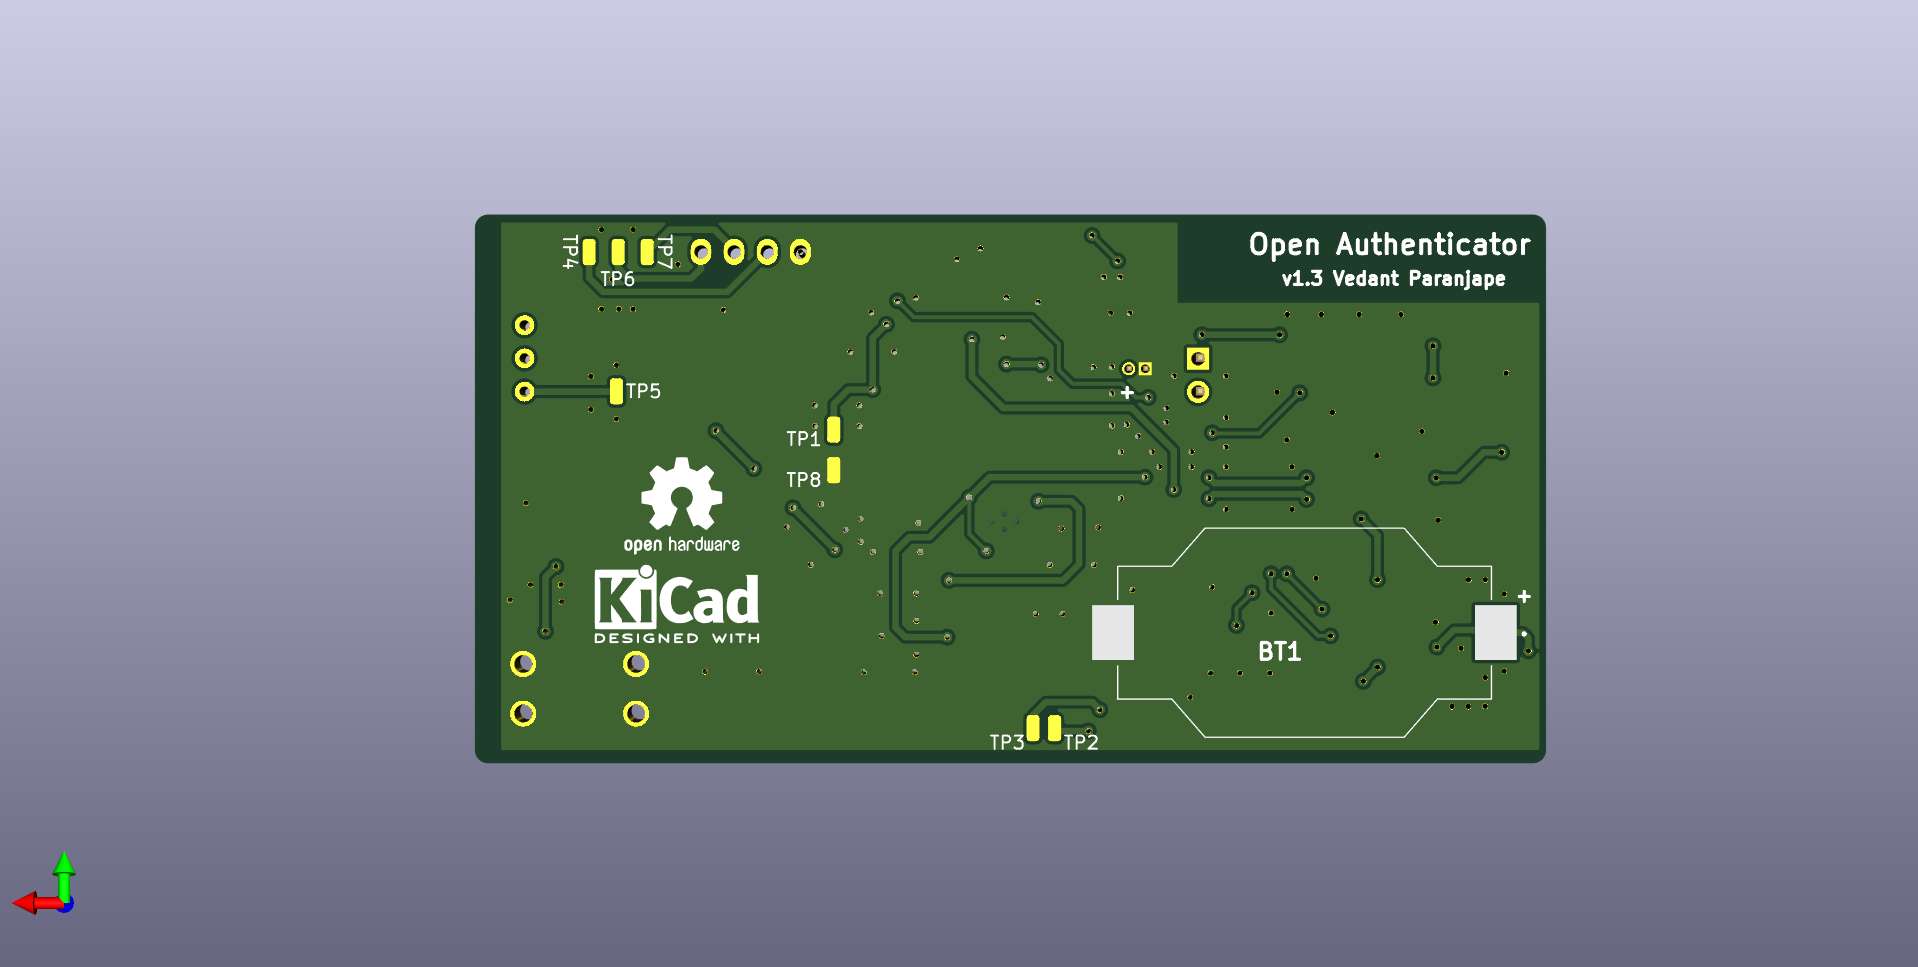 Open Authenticator
v1.3 Vedant Paranjape
TP4
TP6
TP7
TP5
TP1
TP8
open hardware
KiCad
DESIGNED WITH
+
+
BT1
TP3
TP2